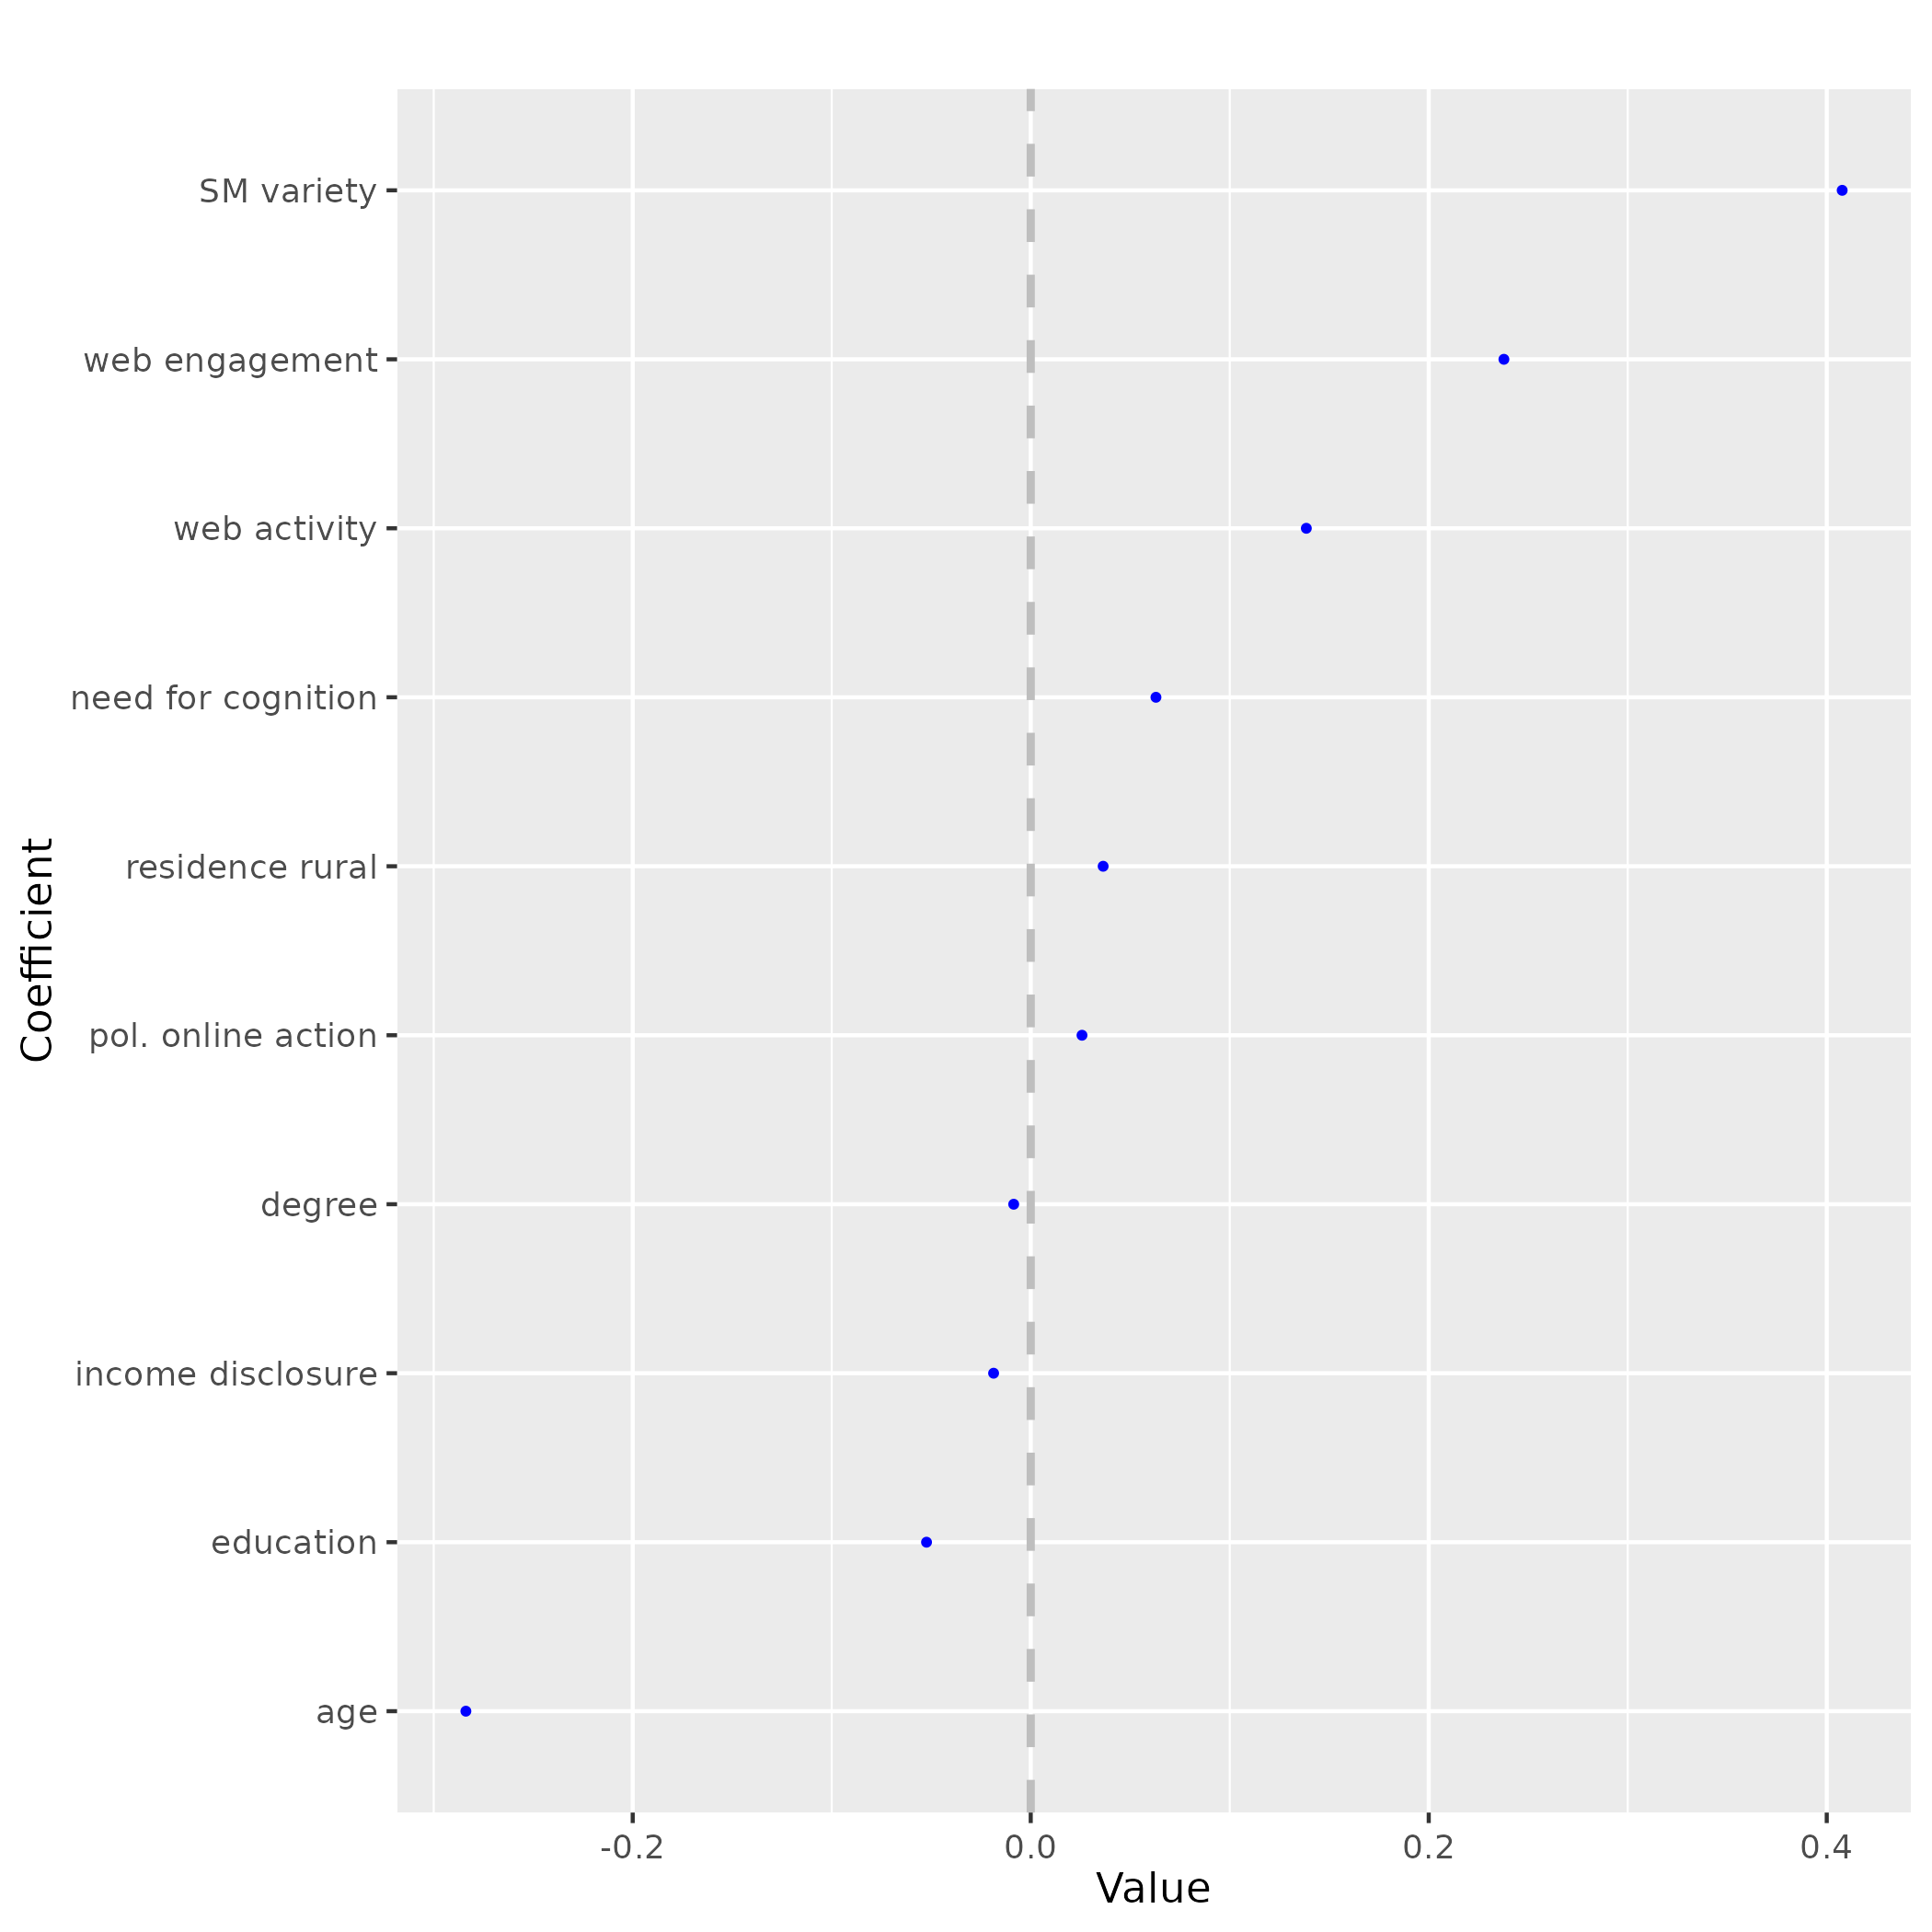 SM variety
web engagement
web activity
need for cognition
residence rural
pol. online action
degree
income disclosure
education
age
Coefficient
-0.2
0.0
0.2
0.4
Value